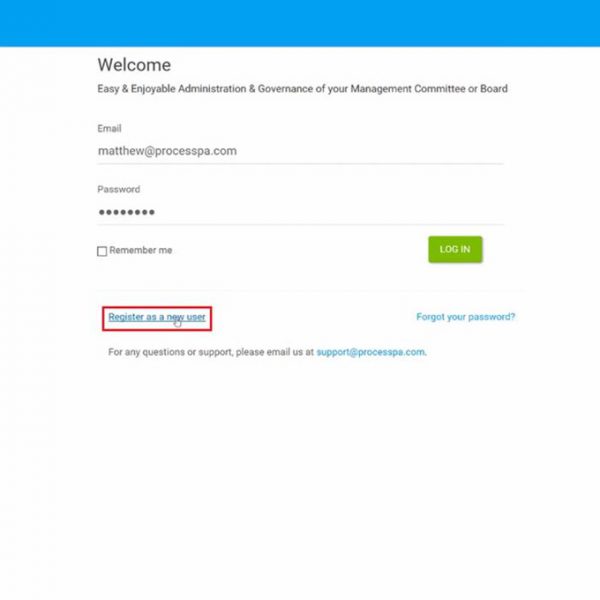 Welcome
Easy & Enjoyable Administration & Governance of your Management Committee or Board
Email
matthew@processpa.com
Password
••••••••
Remember me
LOG IN
Register as a new user
Forgot your password?
For any questions or support, please email us at support@processpa.com.